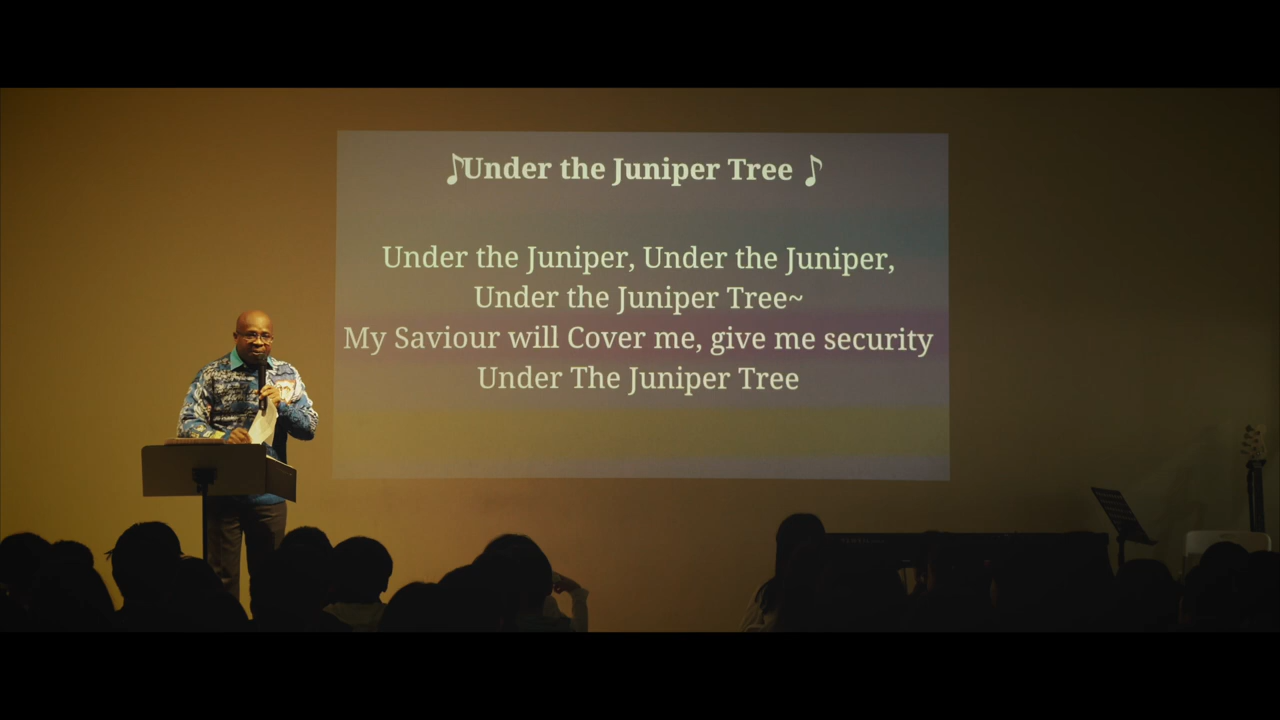 ♪Under the Juniper Tree ♪
Under the Juniper, Under the Juniper,
Under the Juniper Tree~
My Saviour will Cover me, give me security
Under The Juniper Tree